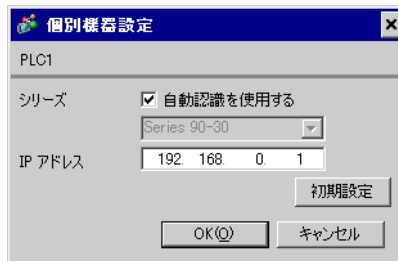 個別機器設定
PLC1
シリーズ
自動認識を使用する
Series 90-30
IP アドレス
192. 168. 0. 1
初期設定
OK(O)
キャンセル